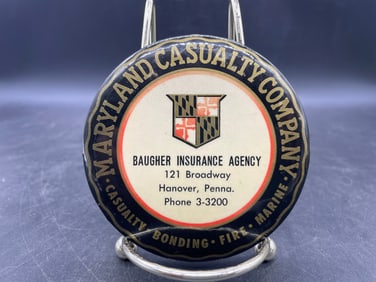 MARYLAND CASUALTY COMPANY
BAUGHER INSURANCE AGENCY
121 Broadway
Hanover, Penna.
Phone 3-3200
· CASUALTY · BONDING · FIRE · MARINE ·